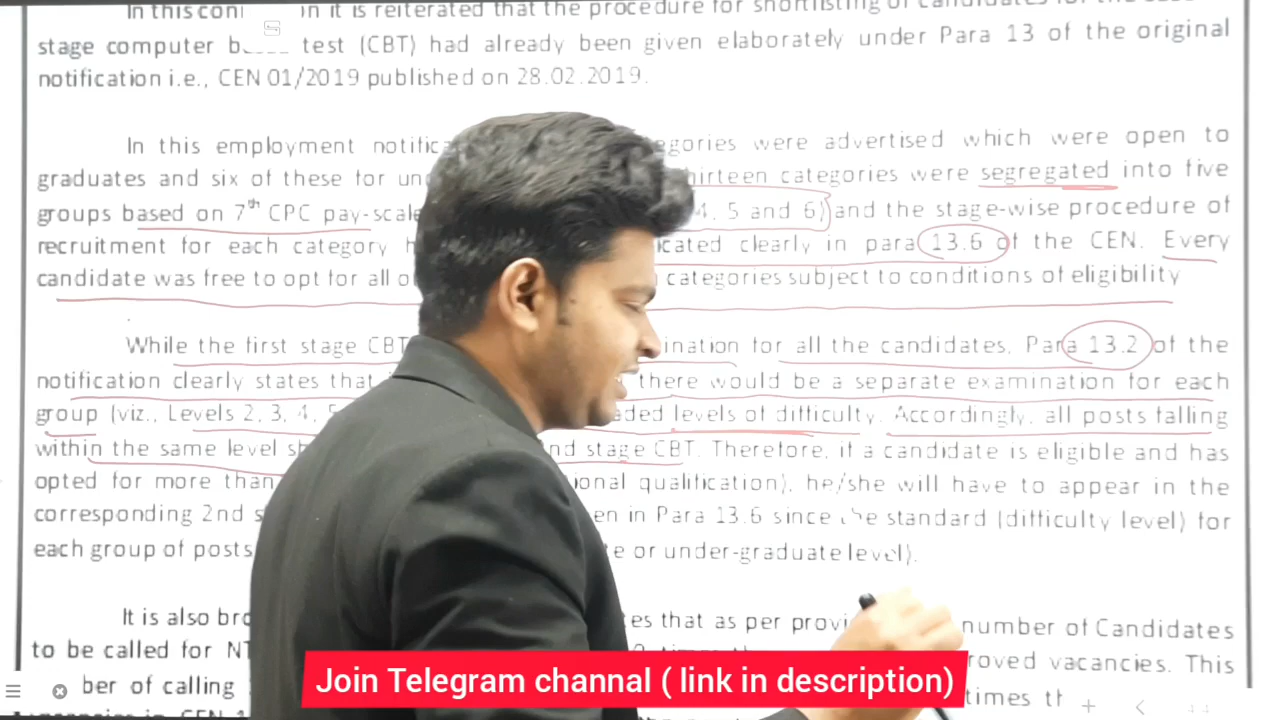 In this con in it is reiterated that the procedure for shortlisting of candidates for the
stage computer b test (CBT) had already been given elaborately under Para 13 of the original
notification i.e., CEN 01/2019 published on 28.02.2019.
In this employment notific egories were advertised which were open to
graduates and six of these for un hirteen categories were segregated into five
groups based on 7th CPC pay-scale 4, 5 and 6) and the stage-wise procedure of
recruitment for each category h icated clearly in para 13.6 of the CEN. Every
candidate was free to opt for all o categories subject to conditions of eligibility
While the first stage CBT ination for all the candidates, Para 13.2 of the
notification clearly states that there would be a separate examination for each
group (viz., Levels 2, 3, 4, 5 aded levels of difficulty. Accordingly, all posts falling
within the same level sh nd stage CBT. Therefore, if a candidate is eligible and has
opted for more than ional qualification), he/she will have to appear in the
corresponding 2nd s en in Para 13.6 since the standard (difficulty level) for
each group of posts e or under-graduate level).
It is also bro es that as per provi number of Candidates
to be called for NT times th roved vacancies. This
ber of calling times th
Join Telegram channal ( link in description)